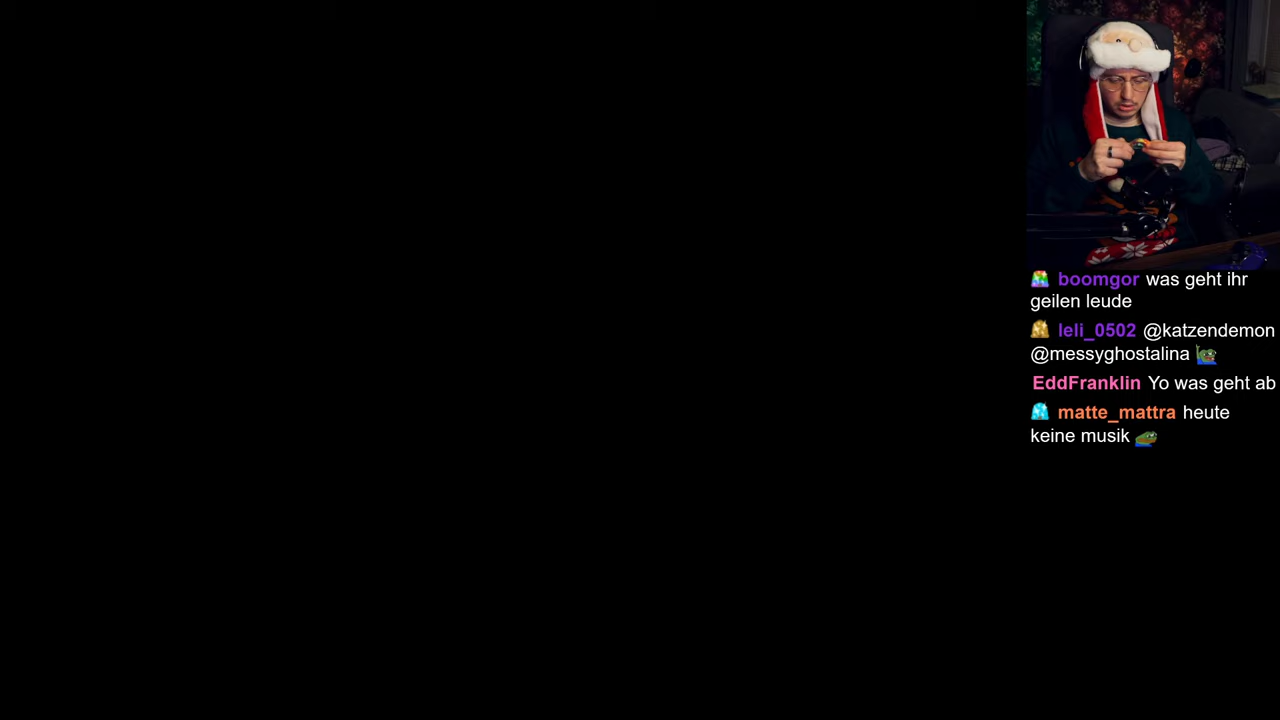 boomgor was geht ihr
geilen leude
leli_0502 @katzendemon
@messyghostalina
EddFranklin Yo was geht ab
matte_mattra heute
keine musik